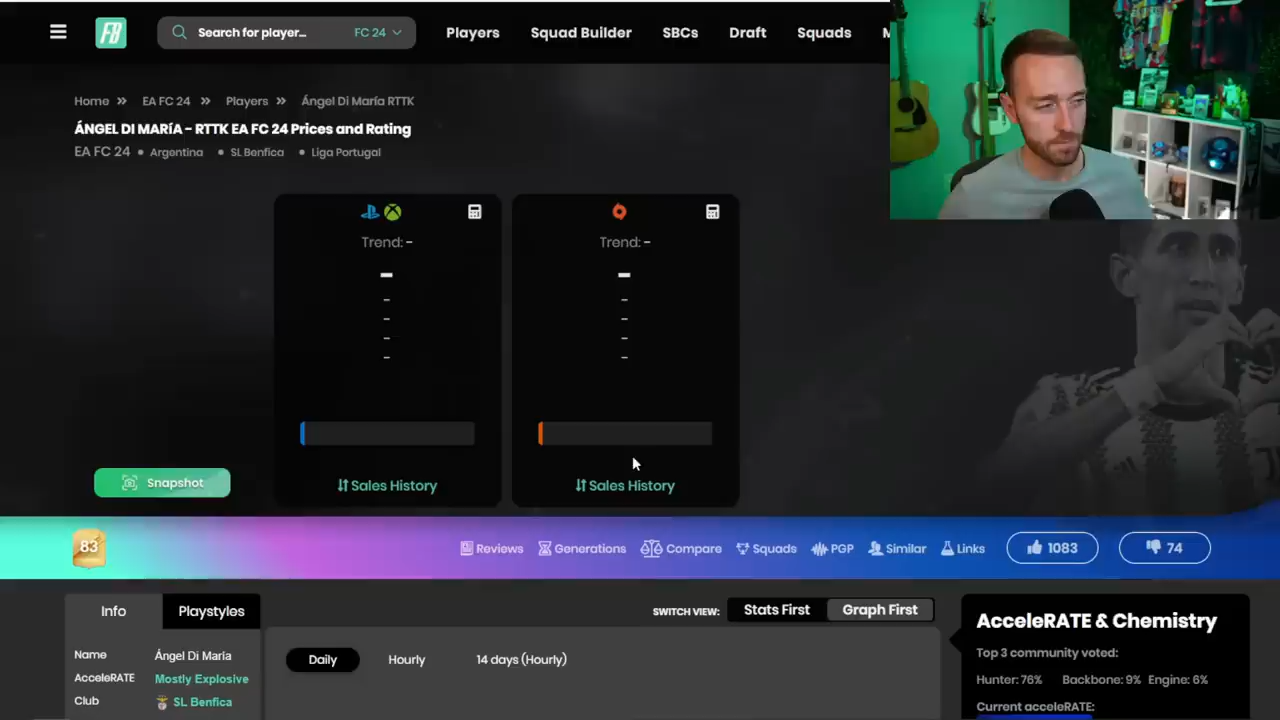 FB
Search for player...
FC 24
Players
Squad Builder
SBCs
Draft
Squads
Home » EA FC 24 » Players » Ángel Di María RTTK
ÁNGEL DI MARÍA - RTTK EA FC 24 Prices and Rating
EA FC 24 • Argentina • SL Benfica • Liga Portugal
Trend: -
Trend: -
-
-
-
-
-
-
-
-
-
-
Snapshot
Sales History
Sales History
83
Reviews
Generations
Compare
Squads
PGP
Similar
Links
1083
74
Info
Playstyles
SWITCH VIEW:
Stats First
Graph First
AcceleRATE & Chemistry
Name Ángel Di María
Daily
Hourly
14 days (Hourly)
Top 3 community voted:
AcceleRATE Mostly Explosive
Hunter: 76% Backbone: 9% Engine: 6%
Club SL Benfica
Current acceleRATE: